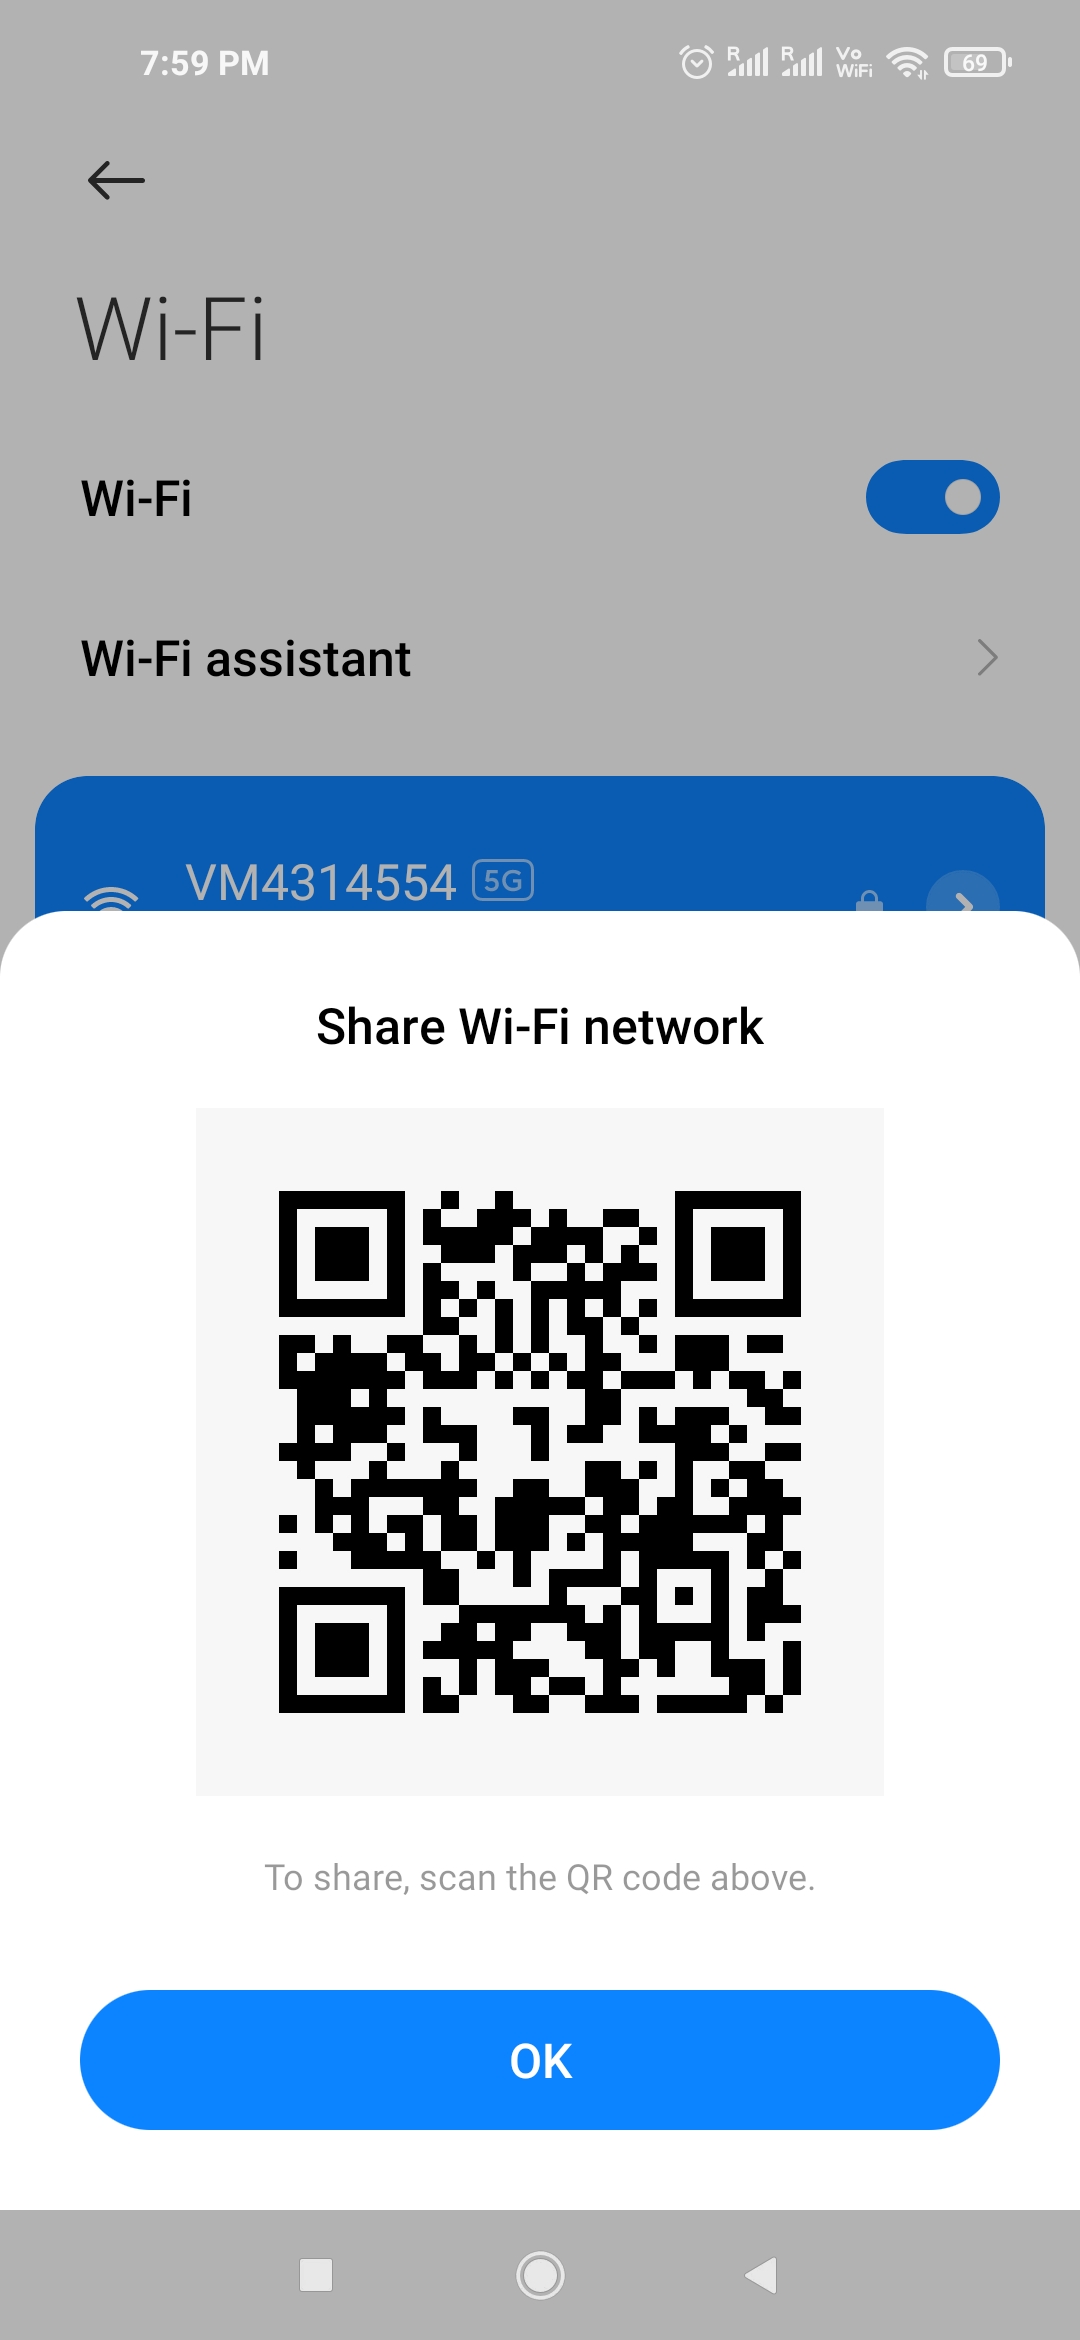 7:59 PM
R R Vo WiFi 69
Wi-Fi
Wi-Fi
Wi-Fi assistant
VM4314554 5G
Share Wi-Fi network
To share, scan the QR code above.
OK